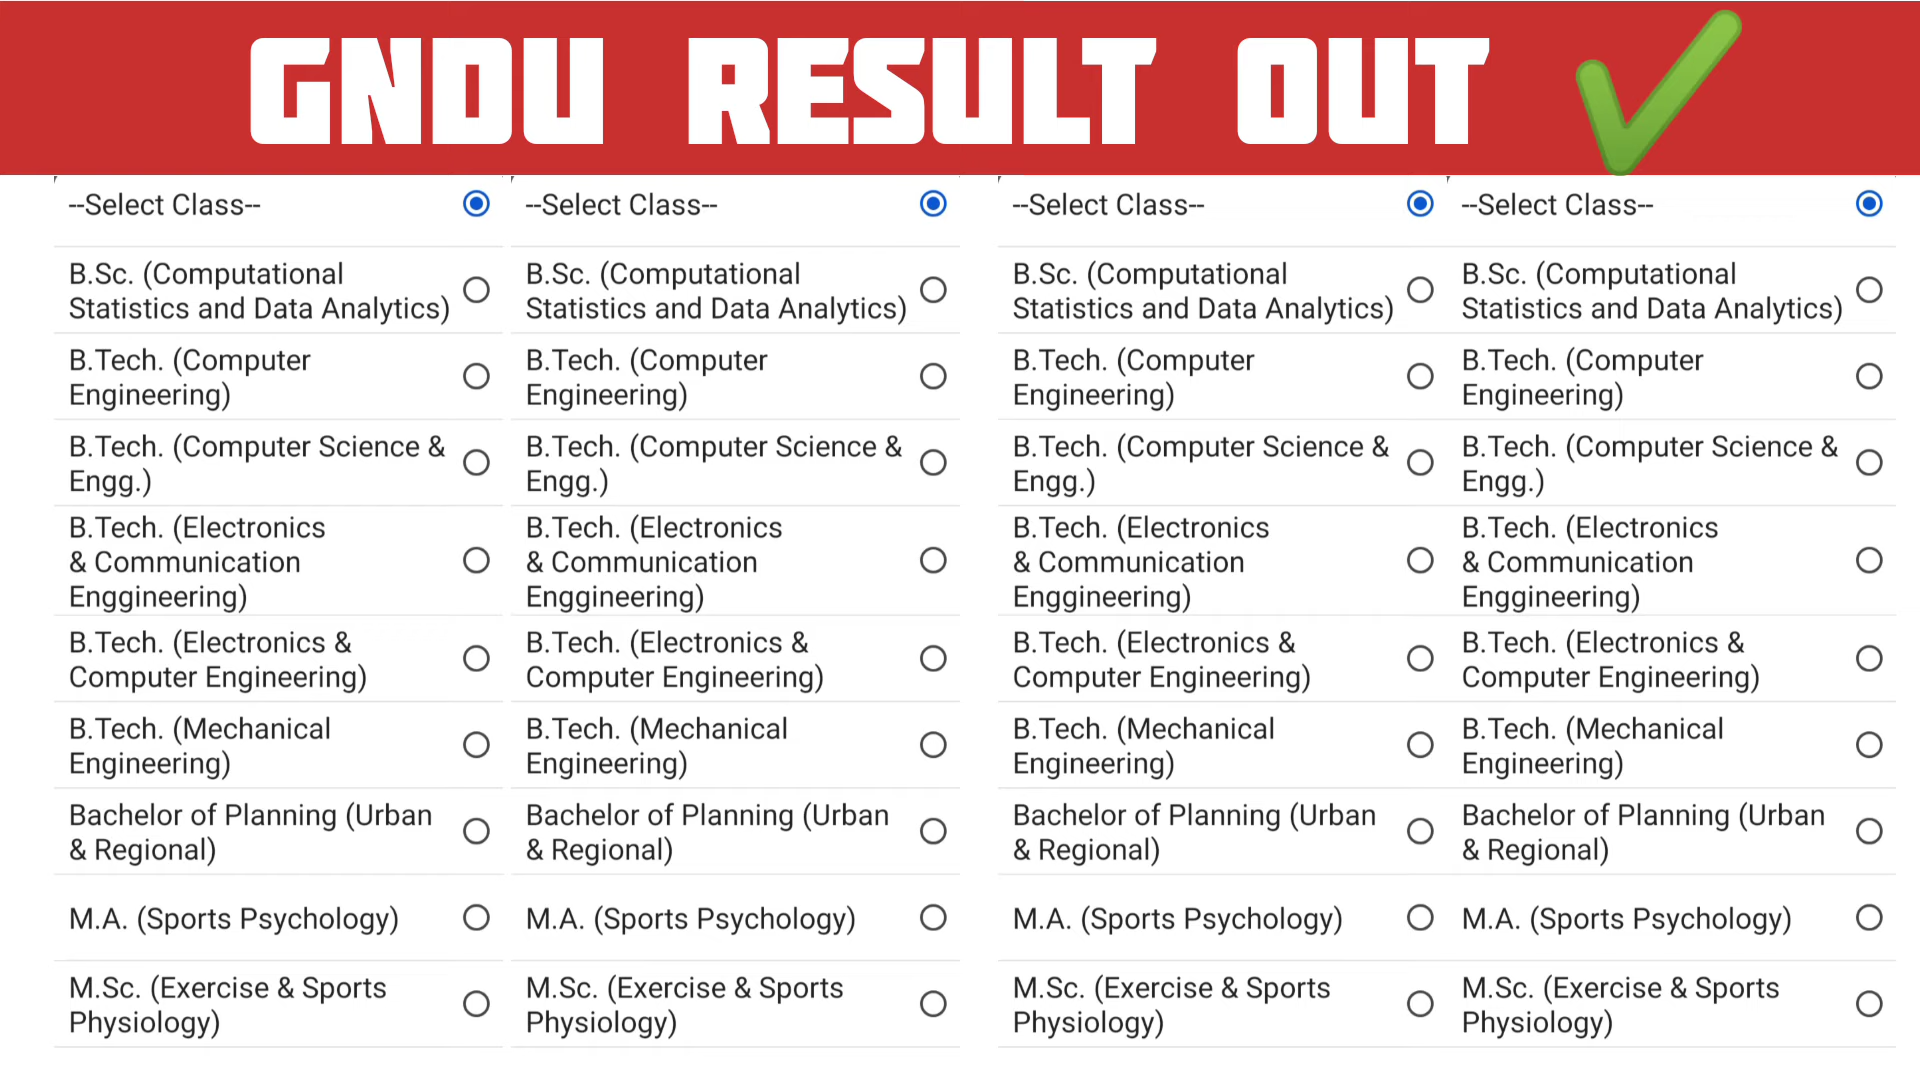 GNDU RESULT OUT
--Select Class--
B.Sc. (Computational
Statistics and Data Analytics)
B.Tech. (Computer
Engineering)
B.Tech. (Computer Science &
Engg.)
B.Tech. (Electronics
& Communication
Enggineering)
B.Tech. (Electronics &
Computer Engineering)
B.Tech. (Mechanical
Engineering)
Bachelor of Planning (Urban
& Regional)
M.A. (Sports Psychology)
M.Sc. (Exercise & Sports
Physiology)
--Select Class--
B.Sc. (Computational
Statistics and Data Analytics)
B.Tech. (Computer
Engineering)
B.Tech. (Computer Science &
Engg.)
B.Tech. (Electronics
& Communication
Enggineering)
B.Tech. (Electronics &
Computer Engineering)
B.Tech. (Mechanical
Engineering)
Bachelor of Planning (Urban
& Regional)
M.A. (Sports Psychology)
M.Sc. (Exercise & Sports
Physiology)
--Select Class--
B.Sc. (Computational
Statistics and Data Analytics)
B.Tech. (Computer
Engineering)
B.Tech. (Computer Science &
Engg.)
B.Tech. (Electronics
& Communication
Enggineering)
B.Tech. (Electronics &
Computer Engineering)
B.Tech. (Mechanical
Engineering)
Bachelor of Planning (Urban
& Regional)
M.A. (Sports Psychology)
M.Sc. (Exercise & Sports
Physiology)
--Select Class--
B.Sc. (Computational
Statistics and Data Analytics)
B.Tech. (Computer
Engineering)
B.Tech. (Computer Science &
Engg.)
B.Tech. (Electronics
& Communication
Enggineering)
B.Tech. (Electronics &
Computer Engineering)
B.Tech. (Mechanical
Engineering)
Bachelor of Planning (Urban
& Regional)
M.A. (Sports Psychology)
M.Sc. (Exercise & Sports
Physiology)